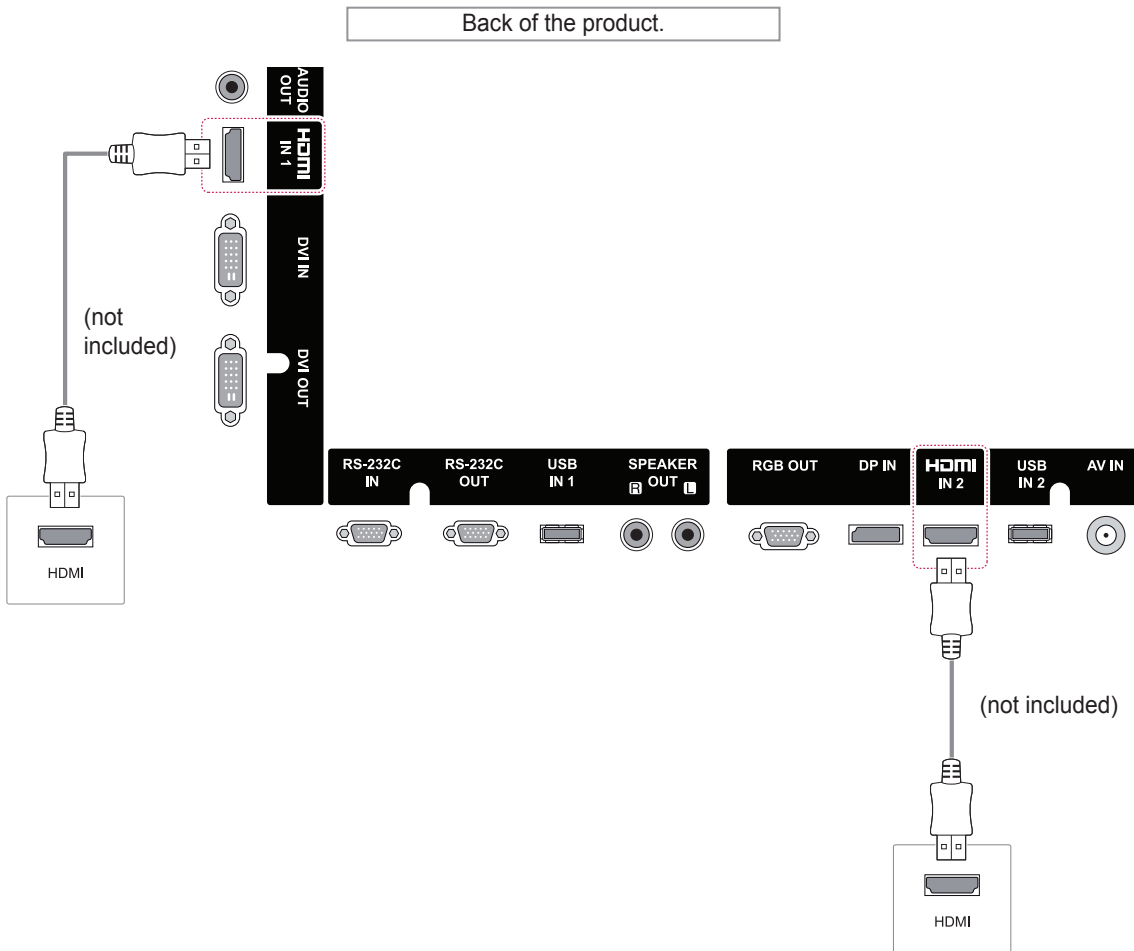 Back of the product.
AUDIO
OUT
HDMI
IN 1
DVI IN
(not
included)
DVI OUT
RS-232C
IN
RS-232C
OUT
USB
IN 1
SPEAKER
R OUT L
RGB OUT
DP IN
HDMI
IN 2
USB
IN 2
AV IN
HDMI
(not included)
HDMI